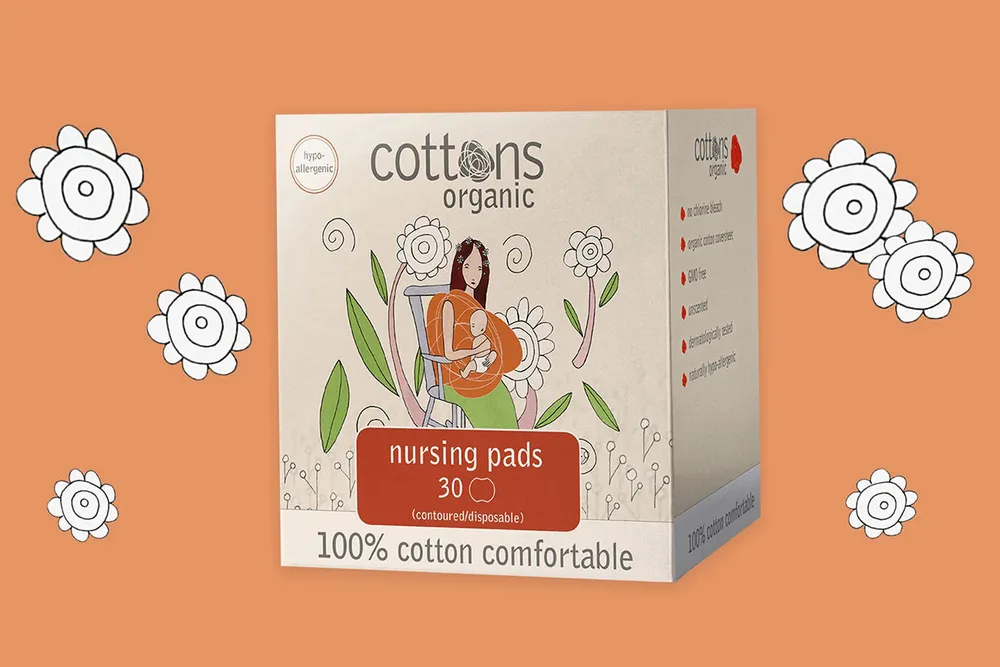 hypo-
allergenic
cottons
organic
nursing pads
30
(contoured/disposable)
100% cotton comfortable
cottons
organic
no chlorine bleach
organic cotton coversheet
GMO free
unscented
dermatologically tested
naturally hypo-allergenic
100% cotton comfortable